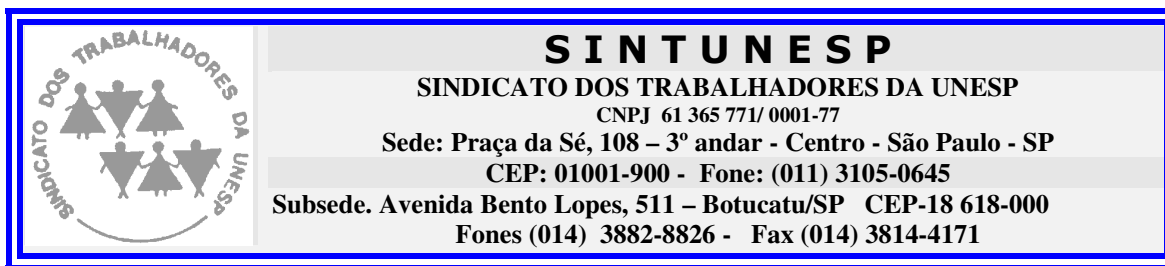 SINDICATO DOS TRABALHADORES DA UNESP
S I N T U N E S P
SINDICATO DOS TRABALHADORES DA UNESP
CNPJ 61 365 771/ 0001-77
Sede: Praça da Sé, 108 – 3º andar - Centro - São Paulo - SP
CEP: 01001-900 - Fone: (011) 3105-0645
Subsede. Avenida Bento Lopes, 511 – Botucatu/SP CEP-18 618-000
Fones (014) 3882-8826 - Fax (014) 3814-4171